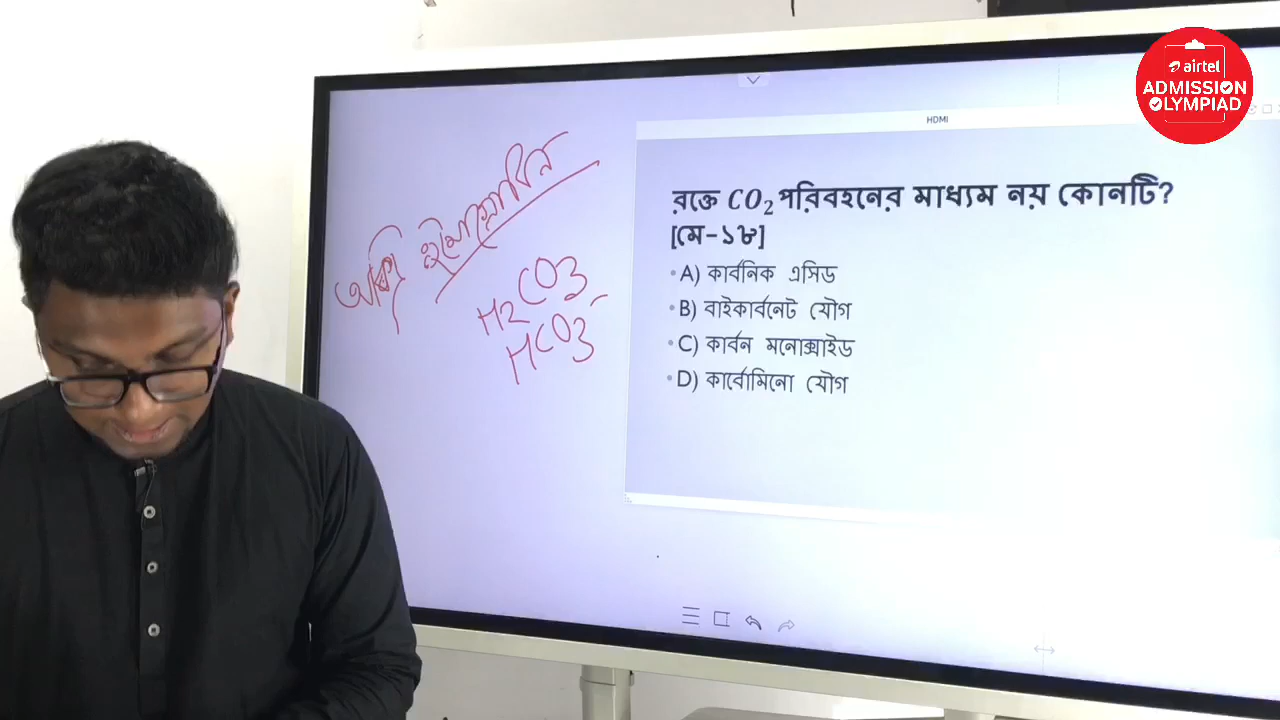 airtel
ADMISSION
OLYMPIAD
HDMI
অক্সি হিমোগ্লোবিন
H2CO3
HCO3-
রক্তে CO₂ পরিবহনের মাধ্যম নয় কোনটি?
[মে-১৮]
• A) কার্বনিক এসিড
• B) বাইকার্বনেট যৌগ
• C) কার্বন মনোক্সাইড
• D) কার্বোমিনো যৌগ